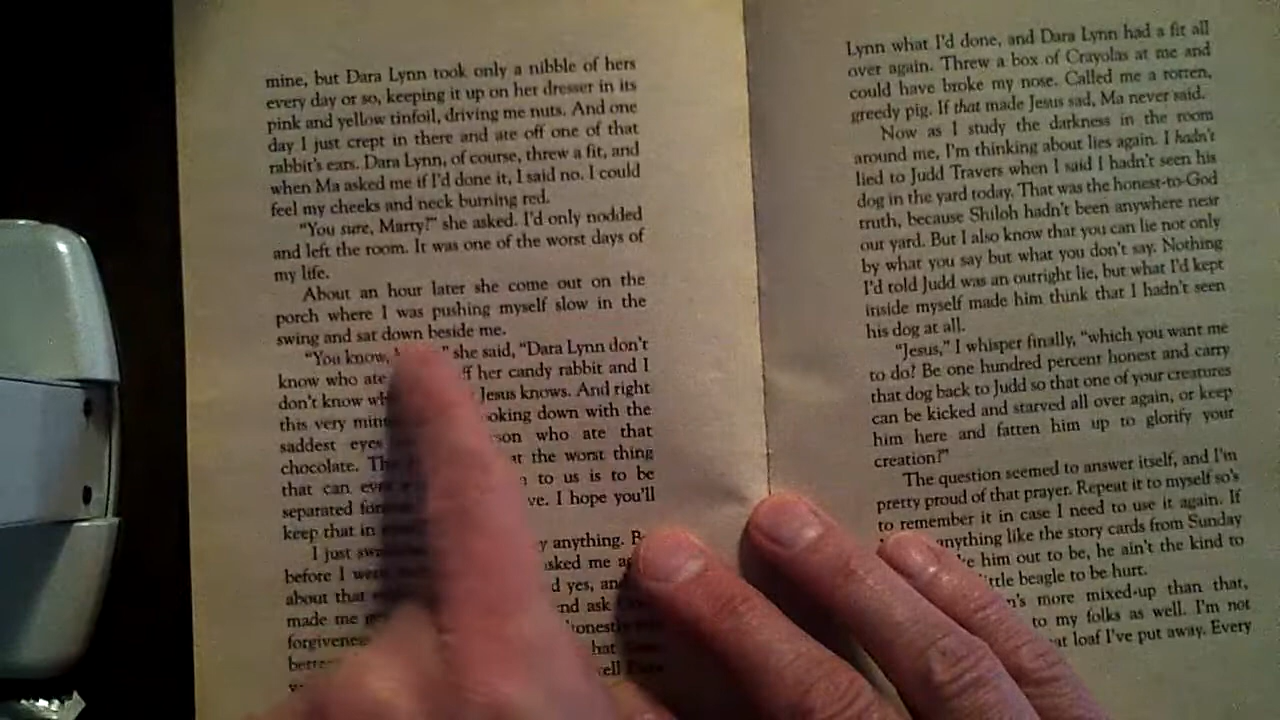 mine, but Dara Lynn took only a nibble of hers
every day or so, keeping it up on her dresser in its
pink and yellow tinfoil, driving me nuts. And one
day I just crept in there and ate off one of that
rabbit's ears. Dara Lynn, of course, threw a fit, and
when Ma asked me if I'd done it, I said no. I could
feel my cheeks and neck burning red.
"You sure, Marty?" she asked. I'd only nodded
and left the room. It was one of the worst days of
my life.
About an hour later she come out on the
porch where I was pushing myself slow in the
swing and sat down beside me.
"You know, " she said, "Dara Lynn don't
know who ate her candy rabbit and I
don't know Jesus knows. And right
this very looking down with the
saddest eyes who ate that
chocolate. the worst thing
that can to us is to be
separated I hope you'll
keep that in
I just anything.
before I asked me
about that yes,
made me and ask
Lynn what I'd done, and Dara Lynn had a fit all
over again. Threw a box of Crayolas at me and
could have broke my nose. Called me a rotten,
greedy pig. If that made Jesus sad, Ma never said.
Now as I study the darkness in the room
around me, I'm thinking about lies again. I hadn't
lied to Judd Travers when I said I hadn't seen his
dog in the yard today. That was the honest-to-God
truth, because Shiloh hadn't been anywhere near
our yard. But I also know that you can lie not only
by what you say but what you don't say. Nothing
I'd told Judd was an outright lie, but what I'd kept
inside myself made him think that I hadn't seen
his dog at all.
"Jesus," I whisper finally, "which you want me
to do? Be one hundred percent honest and carry
that dog back to Judd so that one of your creatures
can be kicked and starved all over again, or keep
him here and fatten him up to glorify your
creation?"
The question seemed to answer itself, and I'm
pretty proud of that prayer. Repeat it to myself so's
to remember it in case I need to use it again. If
anything like the story cards from Sunday
him out to be, he ain't the kind to
beagle to be hurt.
more mixed-up than that,
to my folks as well. I'm not
loaf I've put away. Every